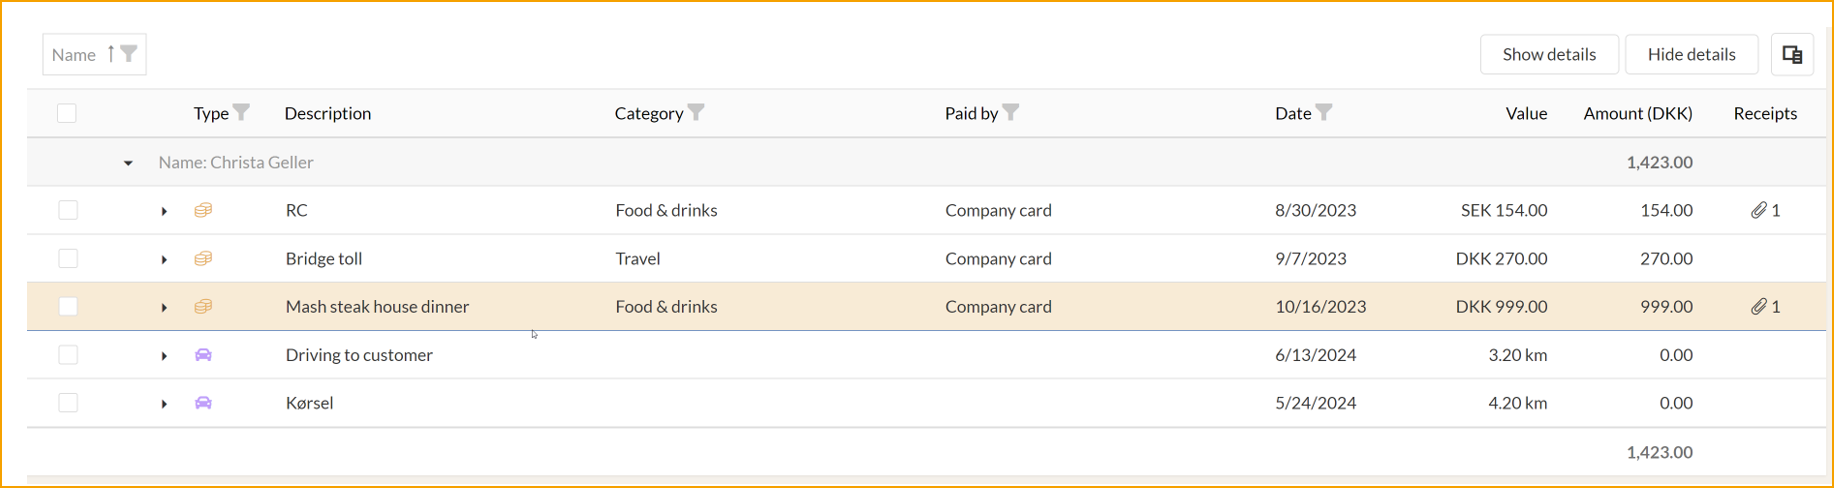 Name Show details Hide details
Type Description Category Paid by Date Value Amount (DKK) Receipts
Name: Christa Geller 1,423.00
RC Food & drinks Company card 8/30/2023 SEK 154.00 154.00 1
Bridge toll Travel Company card 9/7/2023 DKK 270.00 270.00
Mash steak house dinner Food & drinks Company card 10/16/2023 DKK 999.00 999.00 1
Driving to customer 6/13/2024 3.20 km 0.00
Kørsel 5/24/2024 4.20 km 0.00
1,423.00